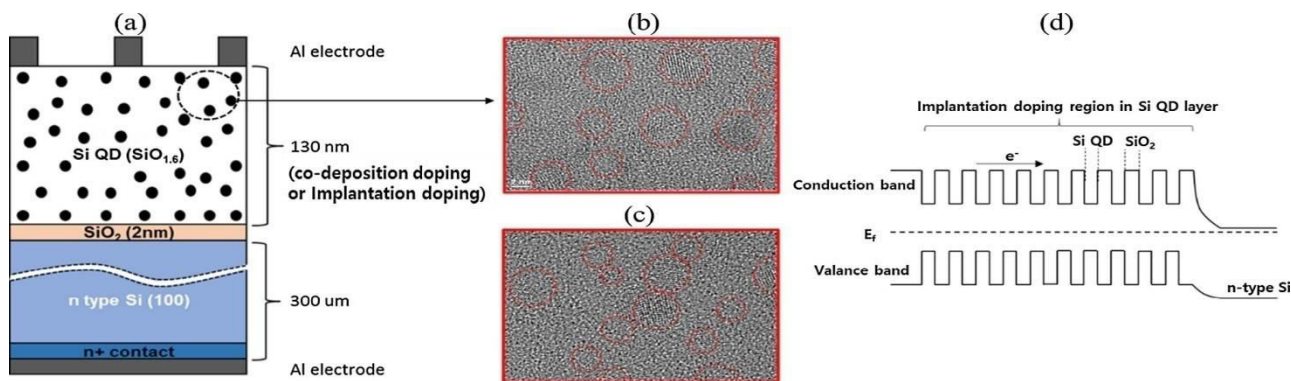 (a)
Al electrode
Si QD (SiO1.6)
130 nm
(co-deposition doping
or Implantation doping)
SiO2 (2nm)
n type Si (100)
300 um
n+ contact
Al electrode
(b)
2 nm
(c)
(d)
Implantation doping region in Si QD layer
Si QD
SiO2
e-
Conduction band
Ef
Valance band
n-type Si